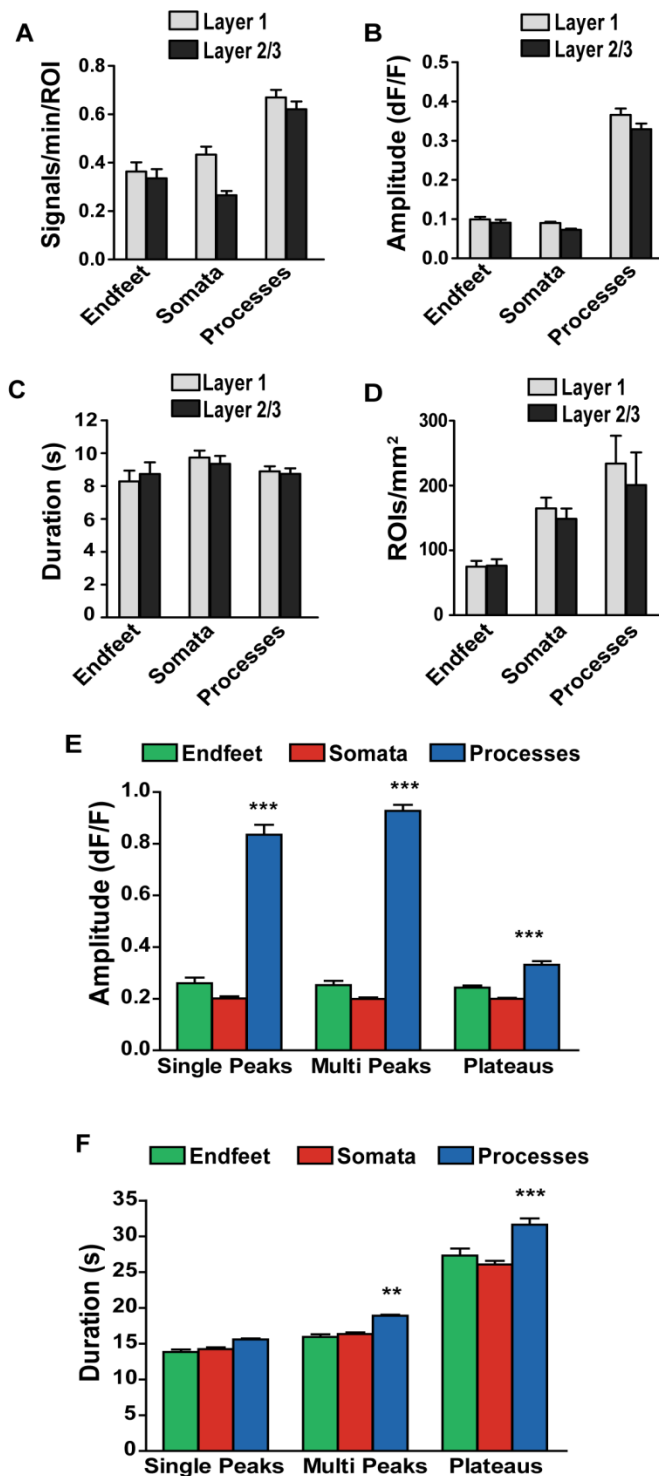 A
Layer 1
Layer 2/3
Signals/min/ROI
0.8
0.6
0.4
0.2
0.0
Endfeet
Somata
Processes
B
Layer 1
Layer 2/3
Amplitude (dF/F)
0.5
0.4
0.3
0.2
0.1
0.0
Endfeet
Somata
Processes
C
Layer 1
Layer 2/3
Duration (s)
12
10
8
6
4
2
0
Endfeet
Somata
Processes
D
Layer 1
Layer 2/3
ROIs/mm²
300
200
100
0
Endfeet
Somata
Processes
E
Endfeet Somata Processes
Amplitude (dF/F)
1.0
0.8
0.6
0.4
0.2
0.0
***
***
***
Single Peaks Multi Peaks Plateaus
F
Endfeet Somata Processes
Duration (s)
35
30
25
20
15
10
5
0
**
***
Single Peaks Multi Peaks Plateaus